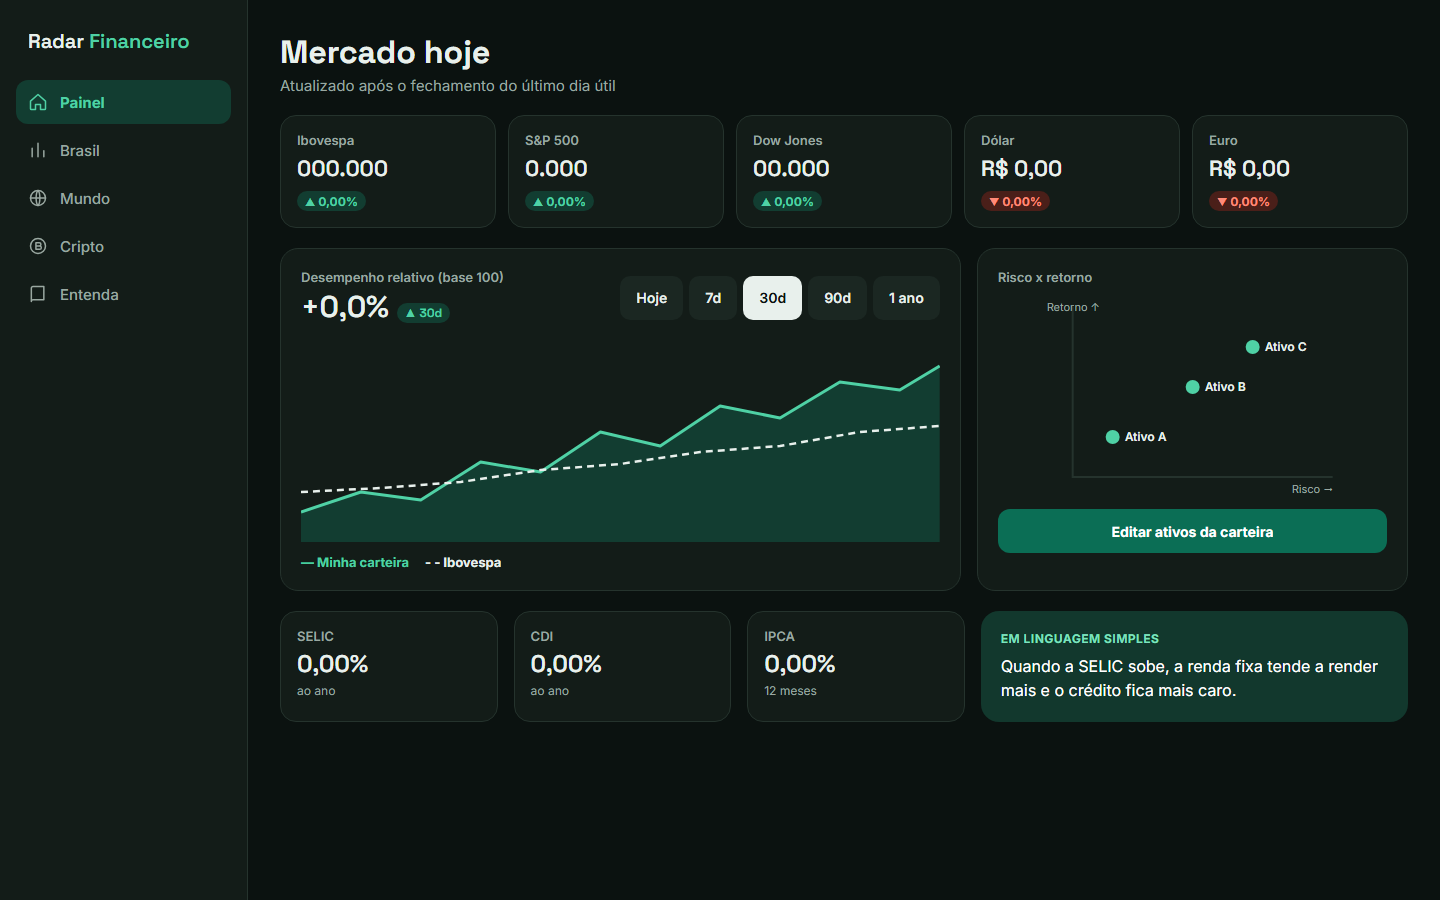 Radar Financeiro
Painel
Brasil
Mundo
Cripto
Entenda
Mercado hoje
Atualizado após o fechamento do último dia útil
Ibovespa
000.000
▲ 0,00%
S&P 500
0.000
▲ 0,00%
Dow Jones
00.000
▲ 0,00%
Dólar
R$ 0,00
▼ 0,00%
Euro
R$ 0,00
▼ 0,00%
Desempenho relativo (base 100)
+0,0% ▲ 30d
Hoje 7d 30d 90d 1 ano
— Minha carteira - - Ibovespa
Risco x retorno
Retorno ↑
Ativo C
Ativo B
Ativo A
Risco →
Editar ativos da carteira
SELIC
0,00%
ao ano
CDI
0,00%
ao ano
IPCA
0,00%
12 meses
EM LINGUAGEM SIMPLES
Quando a SELIC sobe, a renda fixa tende a render
mais e o crédito fica mais caro.